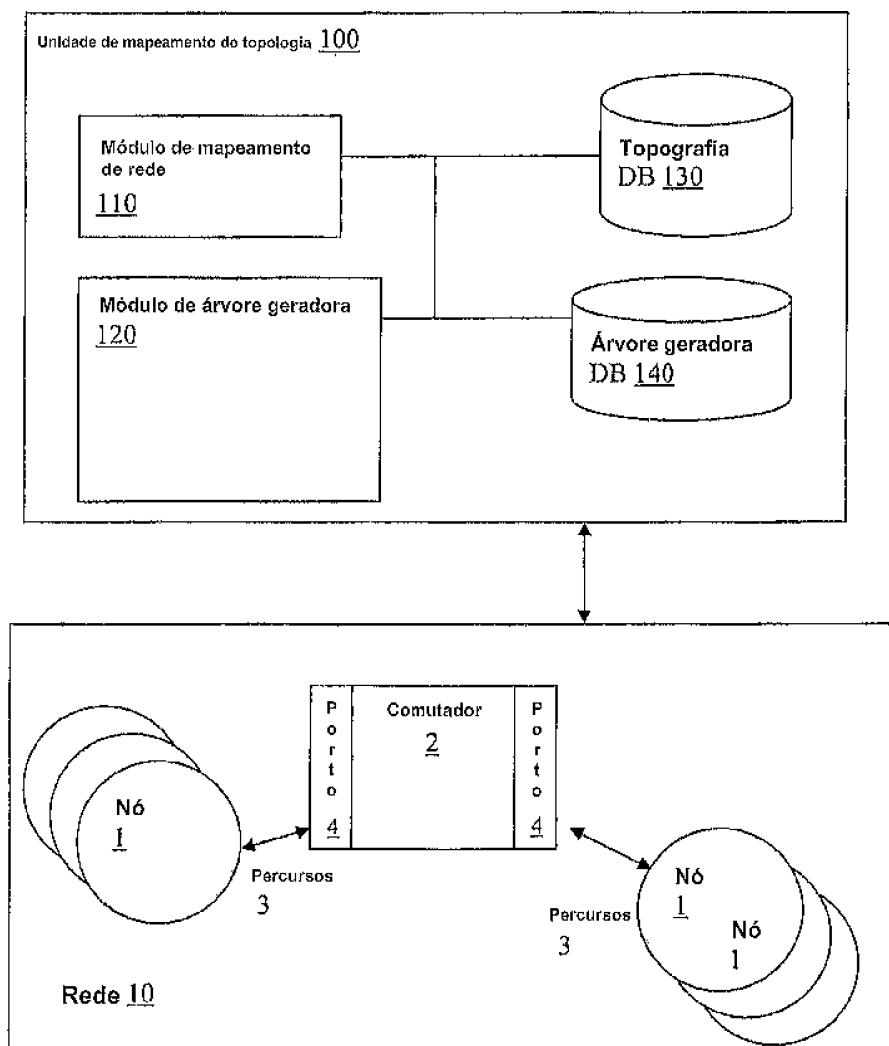 Unidade de mapeamento do topologia 100
Módulo de mapeamento
de rede
110
Topografia
DB 130
Módulo de árvore geradora
120
Árvore geradora
DB 140
Porto
4
Comutador
2
Porto
4
Nó
1
Percursos
3
Nó
1
Nó
1
Percursos
3
Rede 10